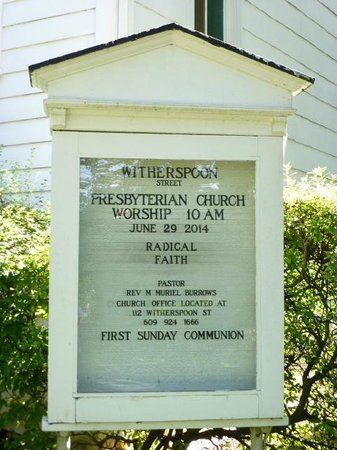 WITHERSPOON
STREET
PRESBYTERIAN CHURCH
WORSHIP 10 AM
JUNE 29 2014
RADICAL
FAITH
PASTOR
REV M MURIEL BURROWS
CHURCH OFFICE LOCATED AT
112 WITHERSPOON ST
609 924 1666
FIRST SUNDAY COMMUNION